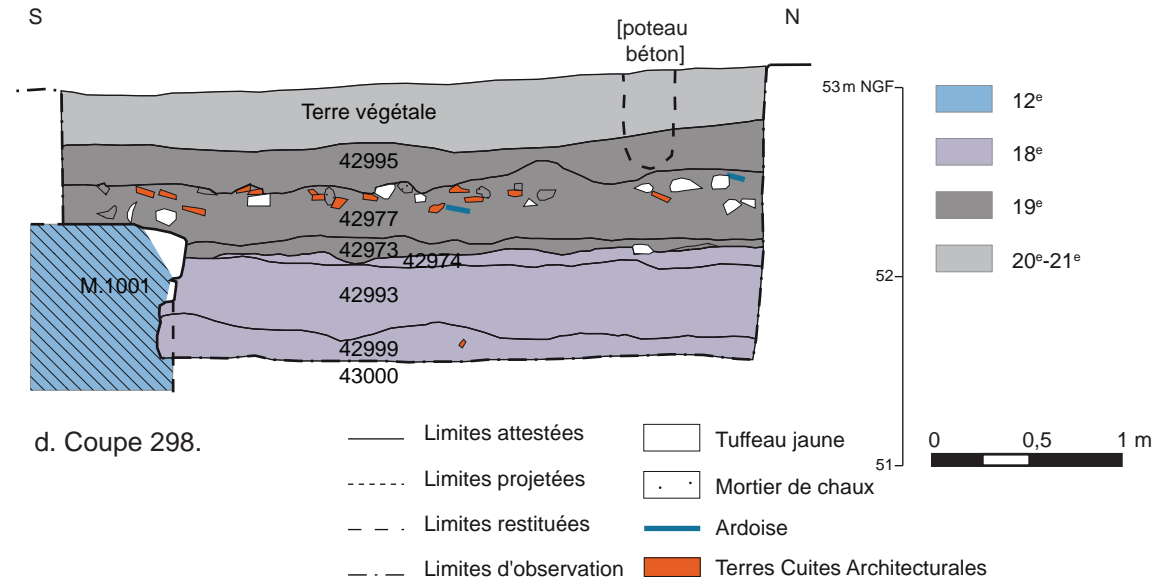 S
N
[poteau
béton]
53 m NGF
12e
Terre végétale
18e
42995
19e
42977
42973
42974
20e-21e
52
M.1001
42993
42999
43000
d. Coupe 298.
Limites attestées
Tuffeau jaune
0 0,5 1 m
51
Limites projetées
Mortier de chaux
Limites restituées
Ardoise
Limites d'observation
Terres Cuites Architecturales